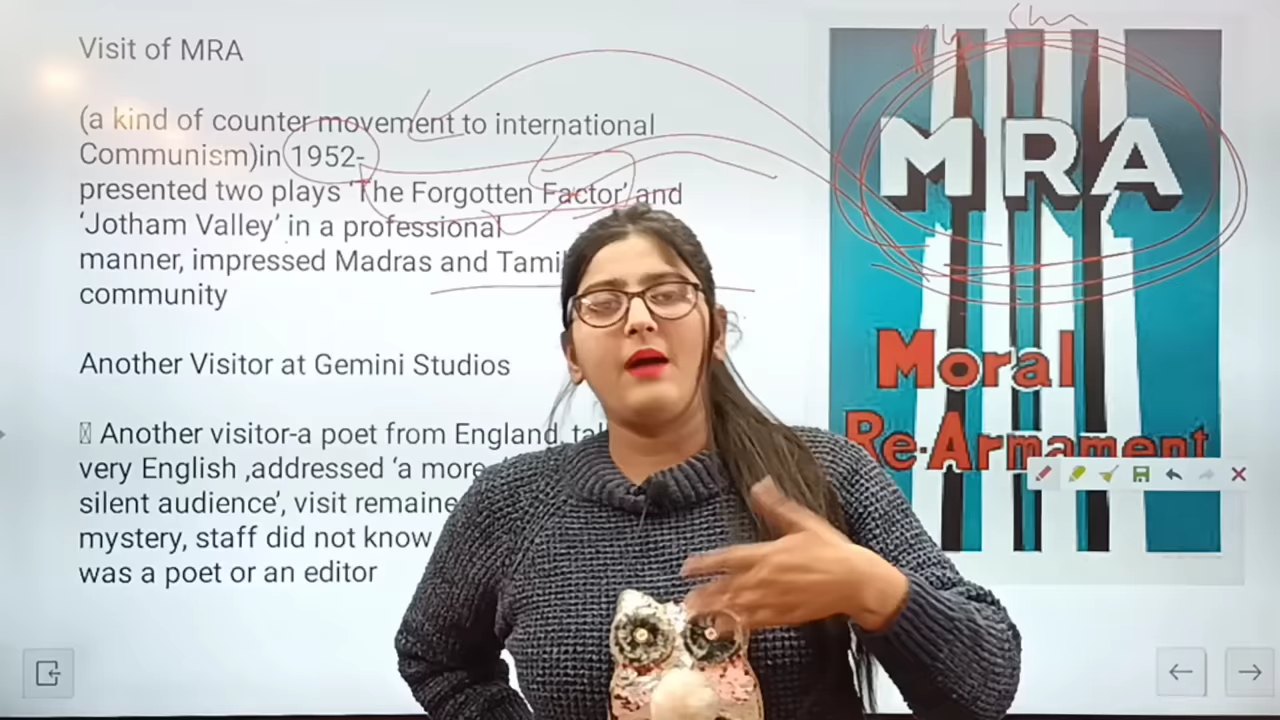 Visit of MRA
(a kind of counter movement to international
Communism)in 1952-
presented two plays 'The Forgotten Factor' and
'Jotham Valley' in a professional
manner, impressed Madras and Tamil
community
Another Visitor at Gemini Studios
Another visitor-a poet from England, tal
very English ,addressed 'a more
silent audience', visit remaine
mystery, staff did not know
was a poet or an editor
MRA
Moral
Re-Armament